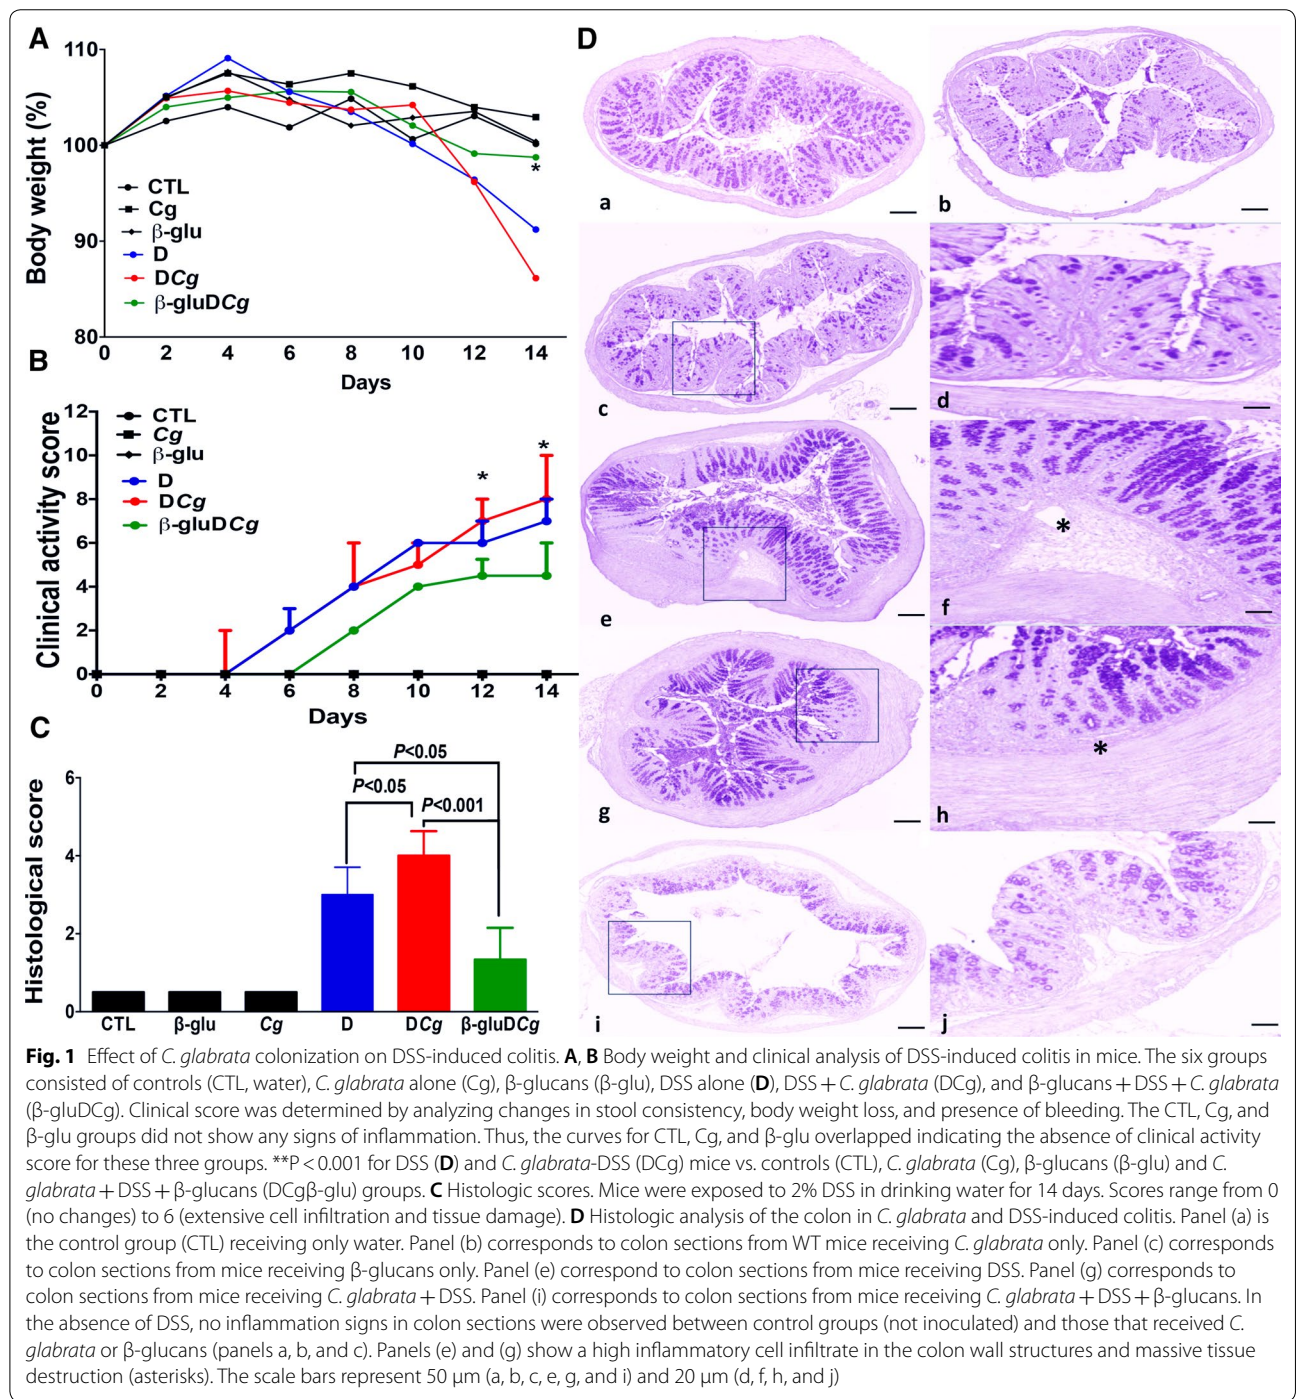 A
Body weight (%)
110
100
90
80
CTL
Cg
β-glu
D
DCg
β-gluDCg
*
0 2 4 6 8 10 12 14
Days
B
Clinical activity score
12
10
8
6
4
2
0
CTL
Cg
β-glu
D
DCg
β-gluDCg
* *
0 2 4 6 8 10 12 14
Days
C
Histological score
6
4
2
0
P<0.05
P<0.05
P<0.001
CTL β-glu Cg D DCg β-gluDCg
D
a
b
c
d
e
f
*
g
h
*
i
j
Fig. 1 Effect of C. glabrata colonization on DSS-induced colitis. A, B Body weight and clinical analysis of DSS-induced colitis in mice. The six groups
consisted of controls (CTL, water), C. glabrata alone (Cg), β-glucans (β-glu), DSS alone (D), DSS + C. glabrata (DCg), and β-glucans + DSS + C. glabrata
(β-gluDCg). Clinical score was determined by analyzing changes in stool consistency, body weight loss, and presence of bleeding. The CTL, Cg, and
β-glu groups did not show any signs of inflammation. Thus, the curves for CTL, Cg, and β-glu overlapped indicating the absence of clinical activity
score for these three groups. **P < 0.001 for DSS (D) and C. glabrata-DSS (DCg) mice vs. controls (CTL), C. glabrata (Cg), β-glucans (β-glu) and C.
glabrata + DSS + β-glucans (DCgβ-glu) groups. C Histologic scores. Mice were exposed to 2% DSS in drinking water for 14 days. Scores range from 0
(no changes) to 6 (extensive cell infiltration and tissue damage). D Histologic analysis of the colon in C. glabrata and DSS-induced colitis. Panel (a) is
the control group (CTL) receiving only water. Panel (b) corresponds to colon sections from WT mice receiving C. glabrata only. Panel (c) corresponds
to colon sections from mice receiving β-glucans only. Panel (e) correspond to colon sections from mice receiving DSS. Panel (g) corresponds to
colon sections from mice receiving C. glabrata + DSS. Panel (i) corresponds to colon sections from mice receiving C. glabrata + DSS + β-glucans. In
the absence of DSS, no inflammation signs in colon sections were observed between control groups (not inoculated) and those that received C.
glabrata or β-glucans (panels a, b, and c). Panels (e) and (g) show a high inflammatory cell infiltrate in the colon wall structures and massive tissue
destruction (asterisks). The scale bars represent 50 μm (a, b, c, e, g, and i) and 20 μm (d, f, h, and j)